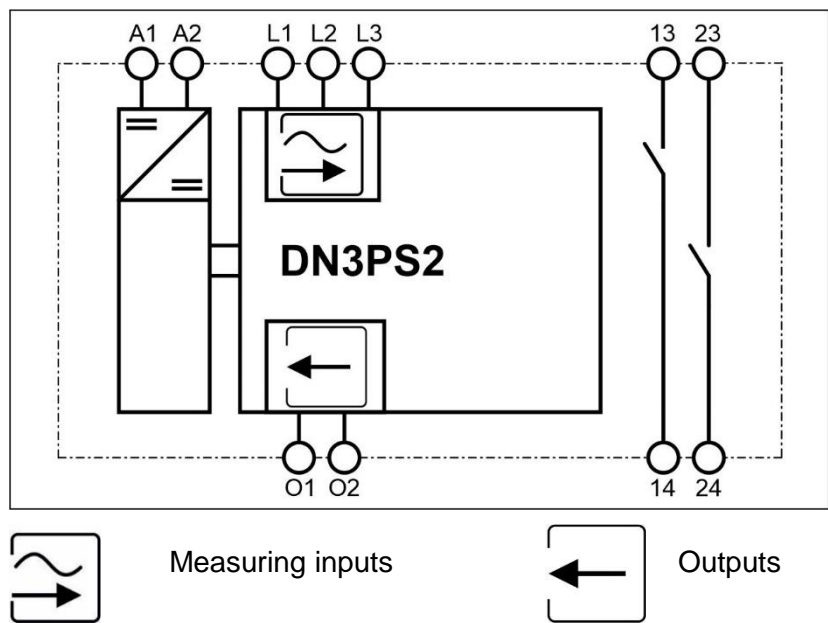 A1 A2 L1 L2 L3 13 23
DN3PS2
O1 O2 14 24
Measuring inputs Outputs